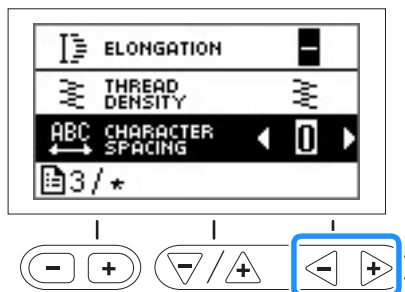 ELONGATION –
THREAD
DENSITY
ABC CHARACTER
SPACING 0
3/*
- + -/+ - +